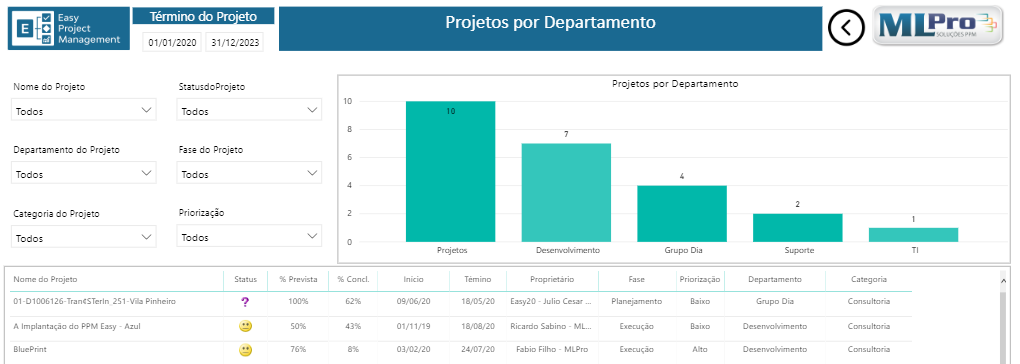 E
Easy
Project
Management
Término do Projeto
01/01/2020 31/12/2023
Projetos por Departamento
MLPro
SOLUÇÕES PPM
Nome do Projeto
Todos
StatusdoProjeto
Todos
Departamento do Projeto
Todos
Fase do Projeto
Todos
Categoria do Projeto
Todos
Priorização
Todos
Projetos por Departamento
10
8
6
4
2
0
10
7
4
2
1
Projetos Desenvolvimento Grupo Dia Suporte TI
Nome do Projeto Status % Prevista % Concl. Início Témino Proprietário Fase Priorização Departamento Categoria
01-D1006126-Tran¢STerIn_251-Vila Pinheiro ? 100% 62% 09/06/20 18/05/20 Easy20 - Julio Cesar ... Planejamento Baixo Grupo Dia Consultoria
A Implantação do PPM Easy - Azul 50% 43% 01/11/19 18/08/20 Ricardo Sabino - ML... Execução Baixo Desenvolvimento Consultoria
BluePrint 76% 8% 03/02/20 24/07/20 Fabio Filho - MLPro Execução Alto Desenvolvimento Consultoria